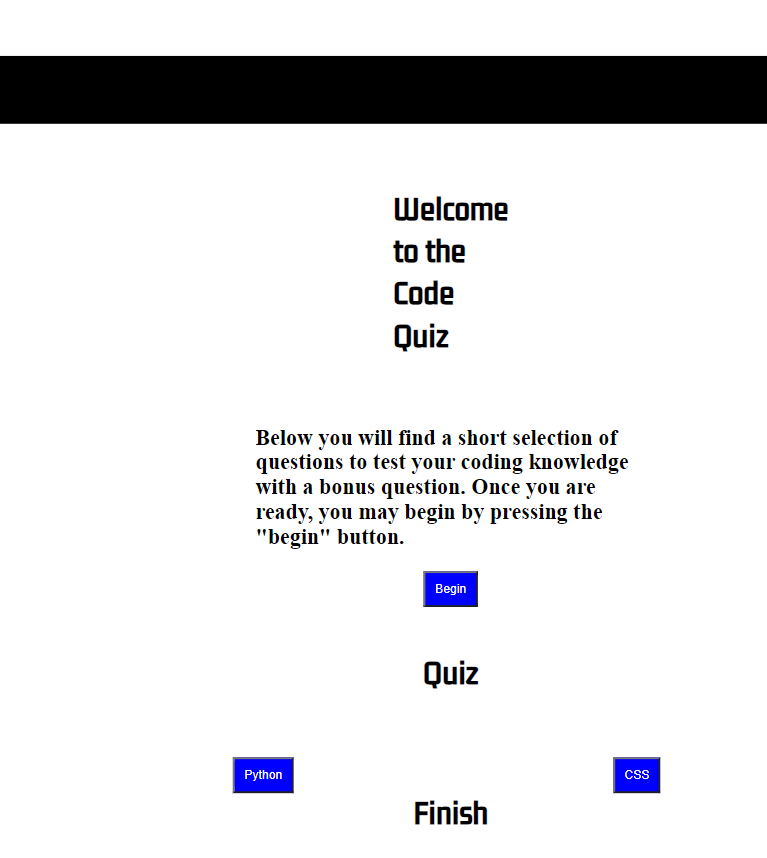 Welcome
to the
Code
Quiz
Below you will find a short selection of
questions to test your coding knowledge
with a bonus question. Once you are
ready, you may begin by pressing the
"begin" button.
Begin
Quiz
Python CSS
Finish